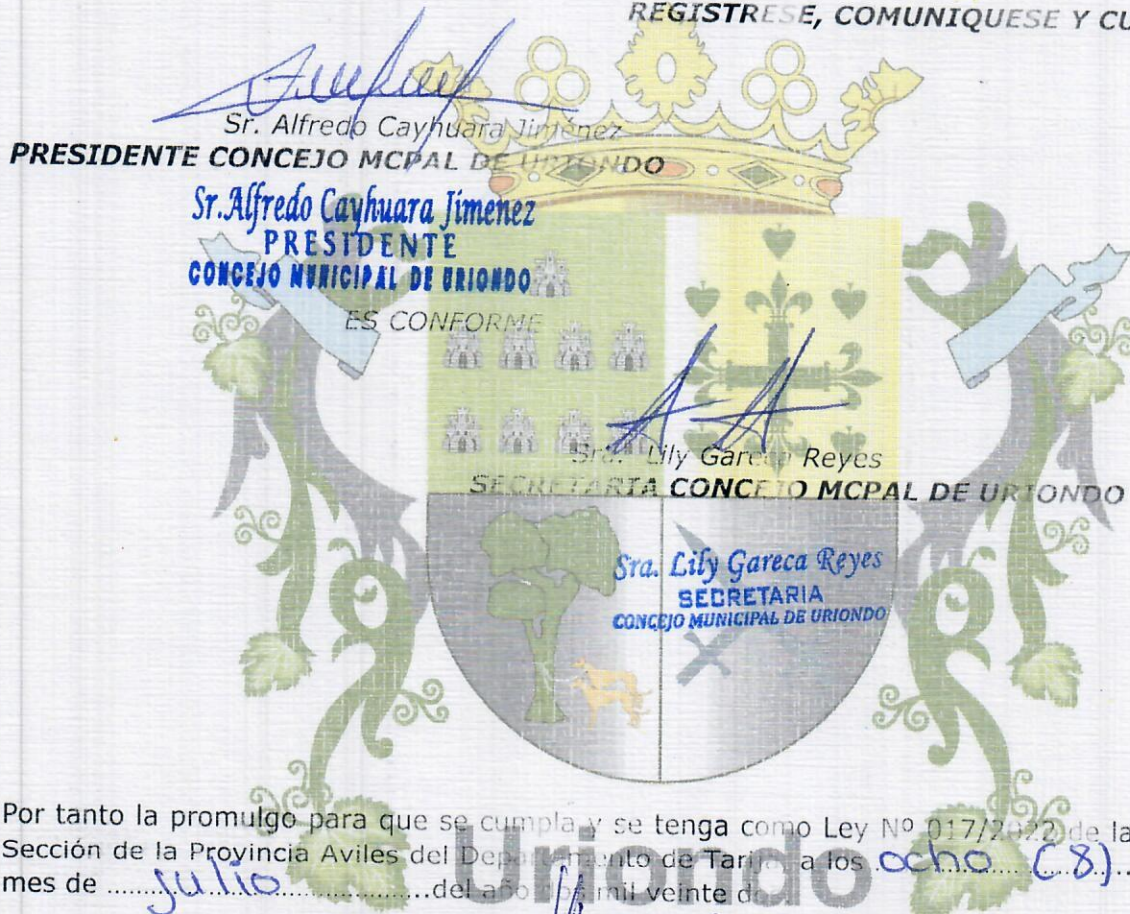 REGISTRESE, COMUNIQUESE Y CU
Sr. Alfredo Cayhuara Jiménez
PRESIDENTE CONCEJO MCPAL DE URIONDO
Sr. Alfredo Cayhuara Jimenez
PRESIDENTE
CONCEJO MUNICIPAL DE URIONDO
ES CONFORME
Sra. Lily Gareca Reyes
SECRETARIA CONCEJO MCPAL DE URIONDO
Sra. Lily Gareca Reyes
SECRETARIA
CONCEJO MUNICIPAL DE URIONDO
Por tanto la promulgo para que se cumpla y se tenga como Ley Nº 017/2022 de la
Sección de la Provincia Aviles del Departamento de Tarija a los ocho (8)
mes de julio del año dos mil veinte do
Uriondo